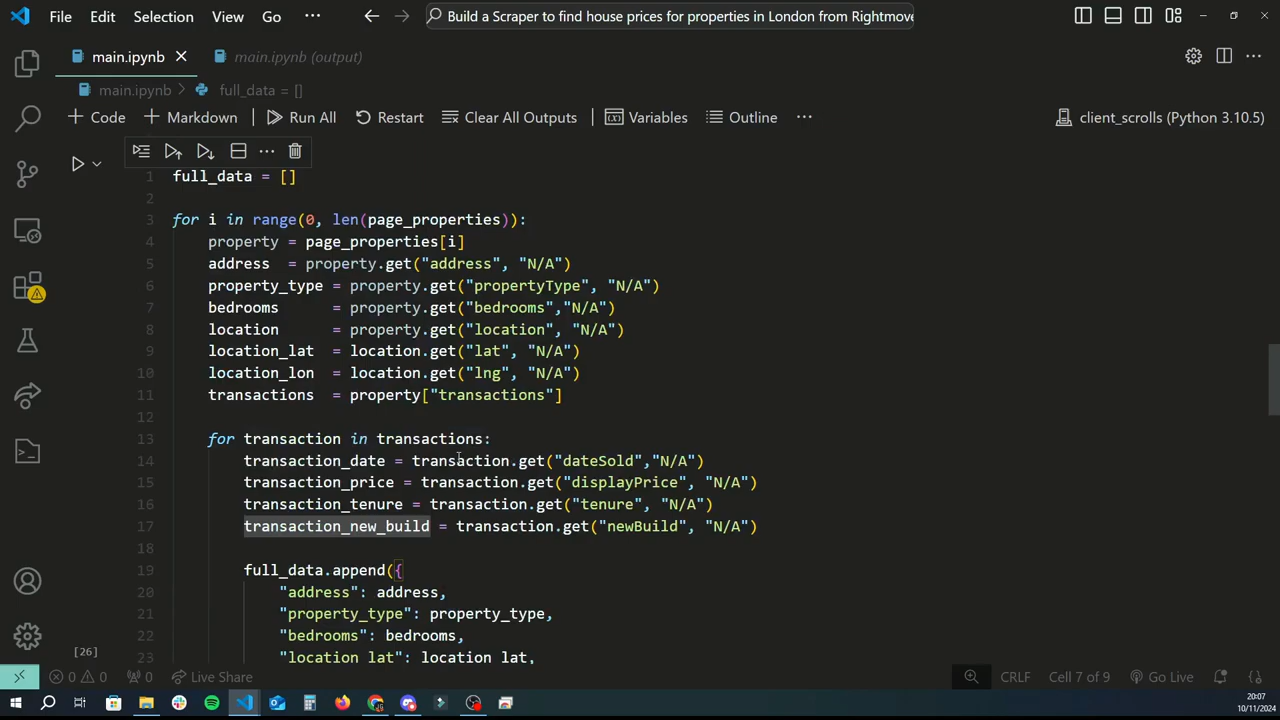 File Edit Selection View Go ··· Build a Scraper to find house prices for properties in London from Rightmove
main.ipynb main.ipynb (output)
main.ipynb > full_data = []
+ Code + Markdown Run All Restart Clear All Outputs Variables Outline ··· client_scrolls (Python 3.10.5)
1 full_data = []
2
3 for i in range(0, len(page_properties)):
4 property = page_properties[i]
5 address = property.get("address", "N/A")
6 property_type = property.get("propertyType", "N/A")
7 bedrooms = property.get("bedrooms","N/A")
8 location = property.get("location", "N/A")
9 location_lat = location.get("lat", "N/A")
10 location_lon = location.get("lng", "N/A")
11 transactions = property["transactions"]
12
13 for transaction in transactions:
14 transaction_date = transaction.get("dateSold","N/A")
15 transaction_price = transaction.get("displayPrice", "N/A")
16 transaction_tenure = transaction.get("tenure", "N/A")
17 transaction_new_build = transaction.get("newBuild", "N/A")
18
19 full_data.append({
20 "address": address,
21 "property_type": property_type,
22 "bedrooms": bedrooms,
23 "location lat": location lat,
[26]
0 0 0 Live Share CRLF Cell 7 of 9 Go Live
20:07
10/11/2024